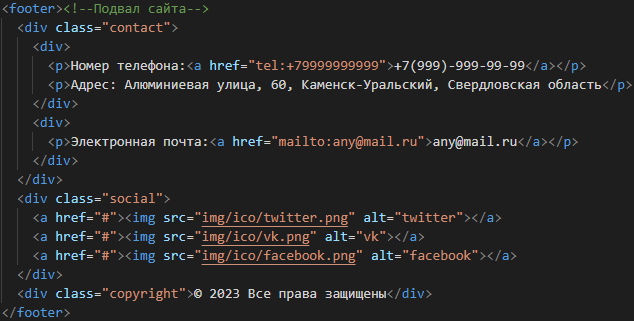 <footer><!--Подвал сайта-->
<div class="contact">
<div>
<p>Номер телефона:<a href="tel:+79999999999">+7(999)-999-99-99</a></p>
<p>Адрес: Алюминиевая улица, 60, Каменск-Уральский, Свердловская область</p>
</div>
<div>
<p>Электронная почта:<a href="mailto:any@mail.ru">any@mail.ru</a></p>
</div>
</div>
<div class="social">
<a href="#"><img src="img/ico/twitter.png" alt="twitter"></a>
<a href="#"><img src="img/ico/vk.png" alt="vk"></a>
<a href="#"><img src="img/ico/facebook.png" alt="facebook"></a>
</div>
<div class="copyright">© 2023 Все права защищены</div>
</footer>